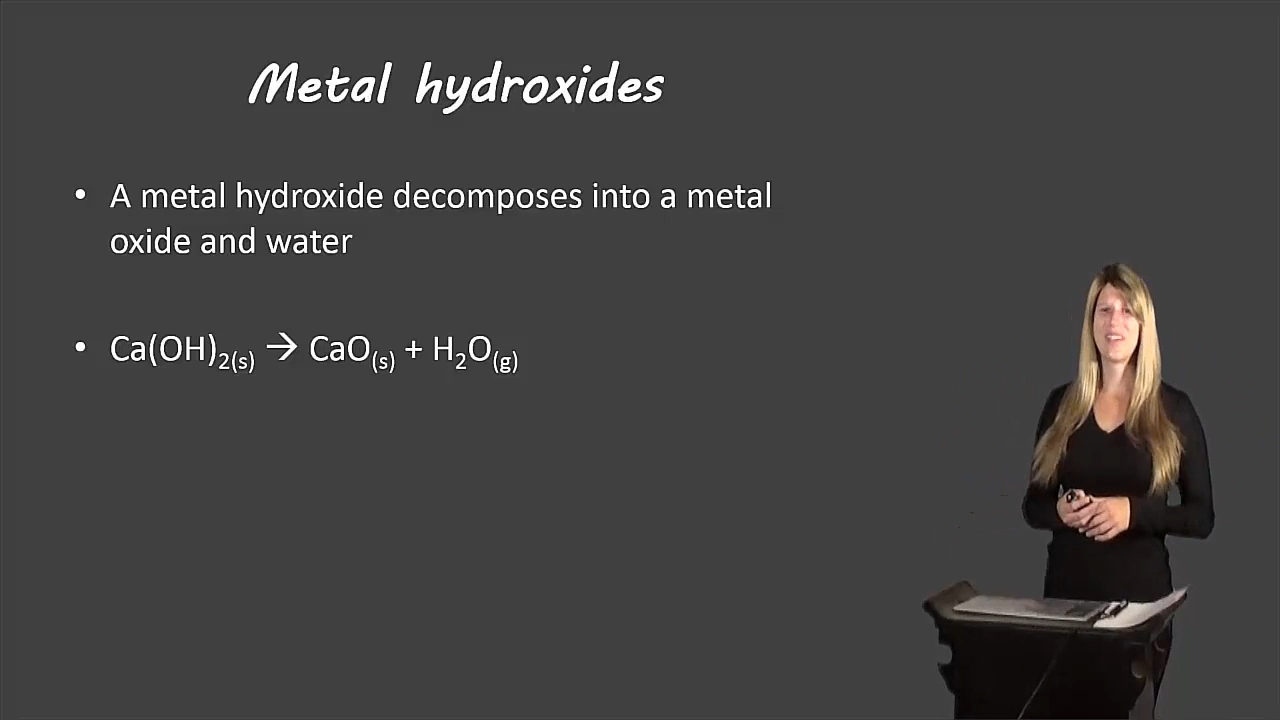 Metal hydroxides
• A metal hydroxide decomposes into a metal
oxide and water
• Ca(OH)₂₍s₎ → CaO₍s₎ + H₂O₍g₎